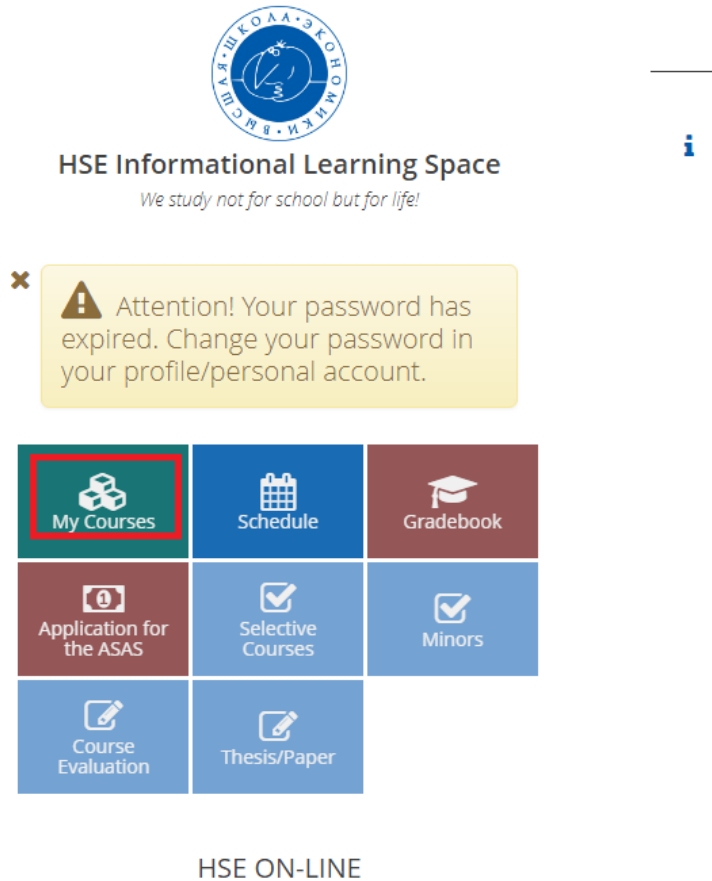 ВЫСШАЯ · ШКОЛА · ЭКОНОМИКИ ·
HSE Informational Learning Space
We study not for school but for life!
Attention! Your password has
expired. Change your password in
your profile/personal account.
My Courses
Schedule
Gradebook
1
Application for
the ASAS
Selective
Courses
Minors
Course
Evaluation
Thesis/Paper
HSE ON-LINE